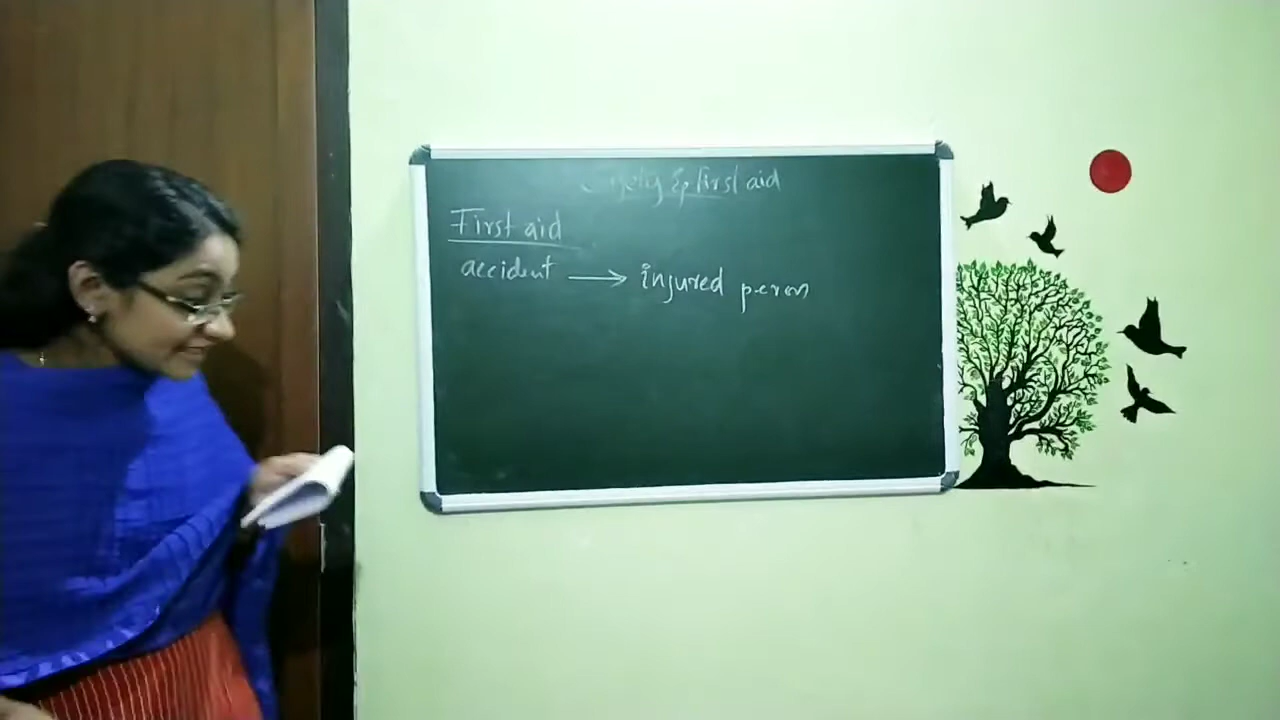 Safety & first aid
First aid
accident → injured person